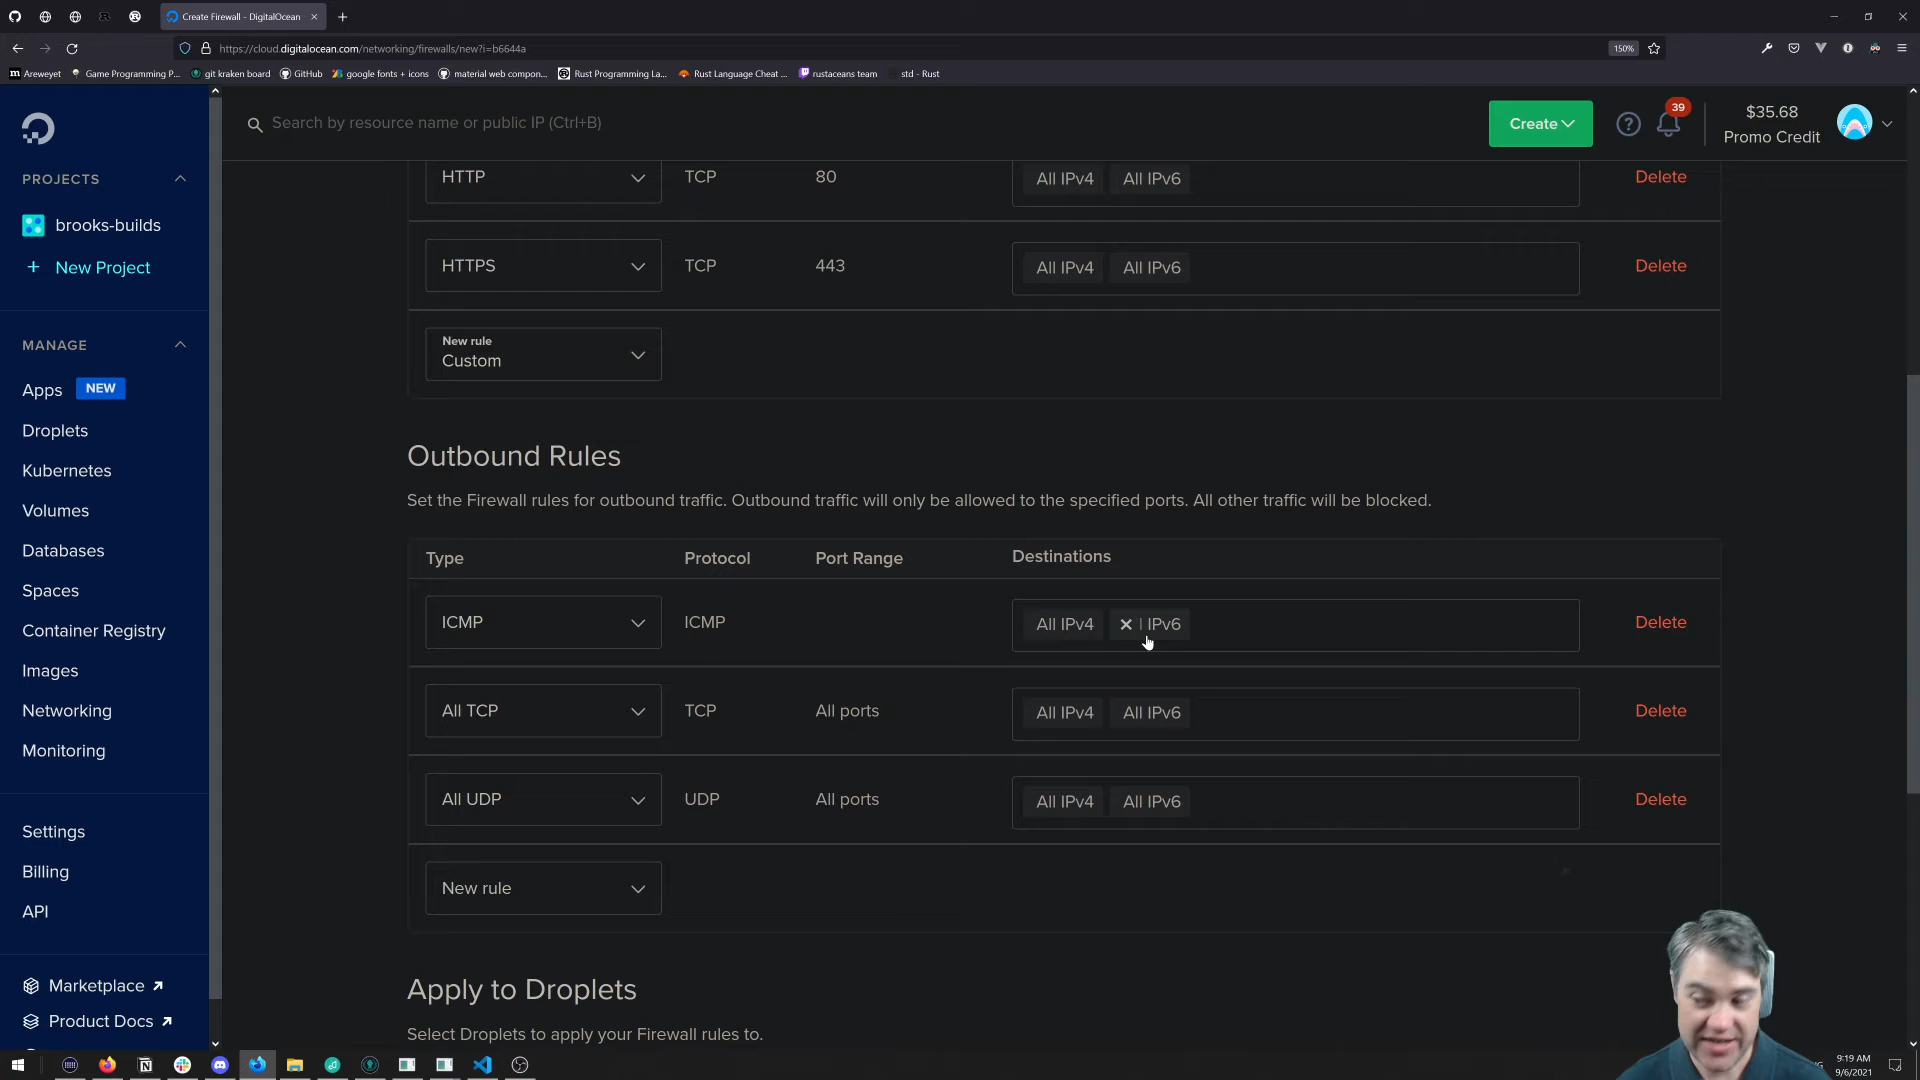 Create Firewall - DigitalOcean
https://cloud.digitalocean.com/networking/firewalls/new?i=b6644a
150%
Areweyet
Game Programming P...
git kraken board
GitHub
google fonts + icons
material web compon...
Rust Programming La...
Rust Language Cheat ...
rustaceans team
std - Rust
Search by resource name or public IP (Ctrl+B)
Create
39
$35.68
Promo Credit
PROJECTS
brooks-builds
+ New Project
MANAGE
Apps NEW
Droplets
Kubernetes
Volumes
Databases
Spaces
Container Registry
Images
Networking
Monitoring
Settings
Billing
API
Marketplace
Product Docs
HTTP TCP 80 All IPv4 All IPv6 Delete
HTTPS TCP 443 All IPv4 All IPv6 Delete
New rule
Custom
Outbound Rules
Set the Firewall rules for outbound traffic. Outbound traffic will only be allowed to the specified ports. All other traffic will be blocked.
Type Protocol Port Range Destinations
ICMP ICMP All IPv4 IPv6 Delete
All TCP TCP All ports All IPv4 All IPv6 Delete
All UDP UDP All ports All IPv4 All IPv6 Delete
New rule
Apply to Droplets
Select Droplets to apply your Firewall rules to.
9:19 AM
9/6/2021